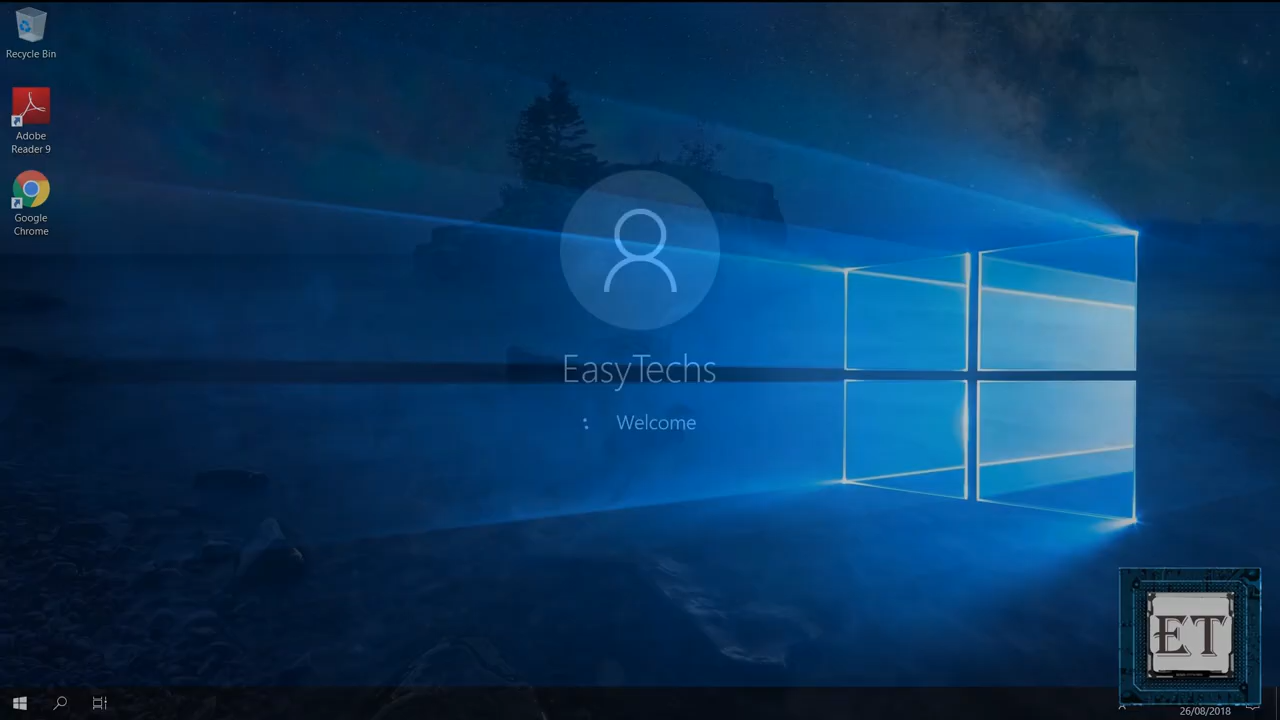 Recycle Bin
Adobe
Reader 9
Google
Chrome
EasyTechs
Welcome
ET
26/08/2018